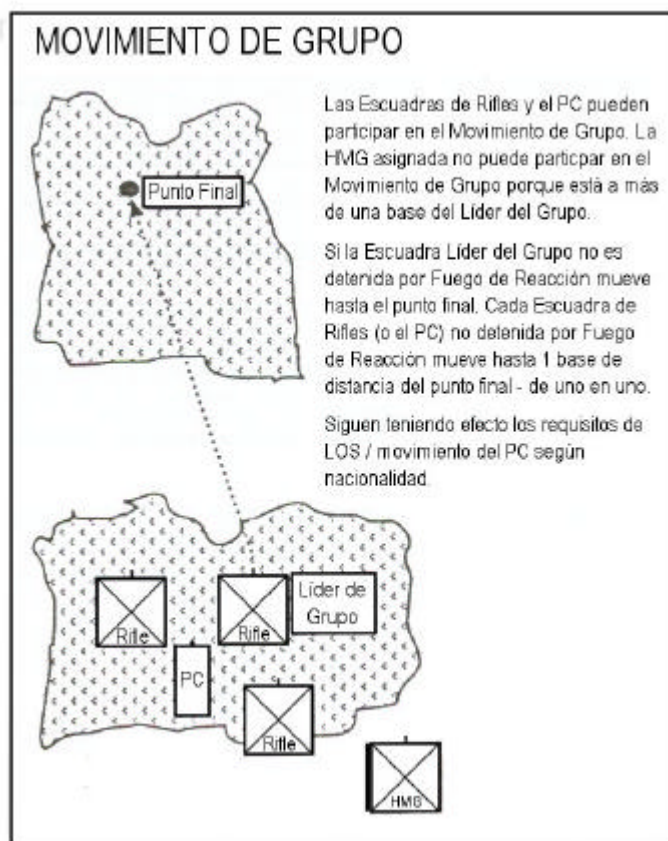 MOVIMIENTO DE GRUPO
Las Escuadras de Rifles y el PC pueden
participar en el Movimiento de Grupo. La
HMG asignada no puede particpar en el
Movimiento de Grupo porque está a más
de una base del Líder del Grupo.
Si la Escuadra Líder del Grupo no es
detenida por Fuego de Reacción mueve
hasta el punto final. Cada Escuadra de
Rifles (o el PC) no detenida por Fuego
de Reacción mueve hasta 1 base de
distancia del punto final - de uno en uno.
Siguen teniendo efecto los requisitos de
LOS / movimiento del PC según
nacionalidad.
Punto Final
Rifle
Rifle
Líder de
Grupo
PC
Rifle
HMG